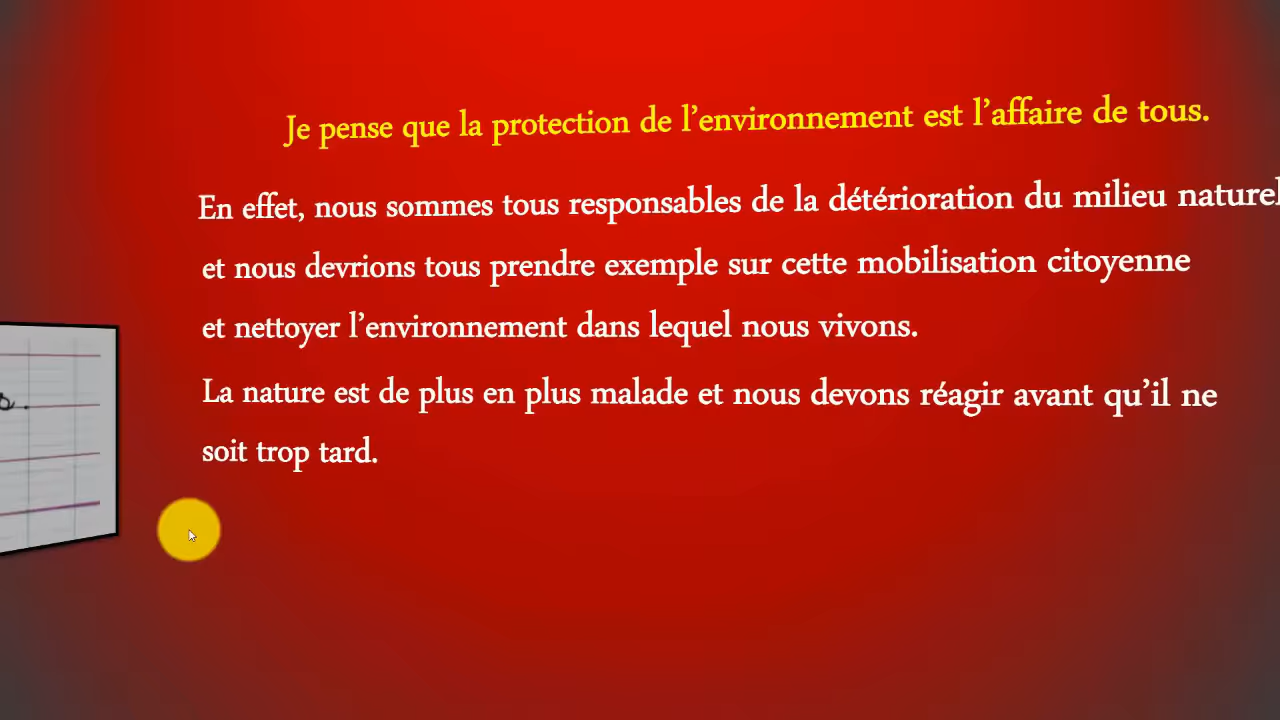 Je pense que la protection de l’environnement est l’affaire de tous.
En effet, nous sommes tous responsables de la détérioration du milieu naturel
et nous devrions tous prendre exemple sur cette mobilisation citoyenne
et nettoyer l’environnement dans lequel nous vivons.
La nature est de plus en plus malade et nous devons réagir avant qu’il ne
soit trop tard.